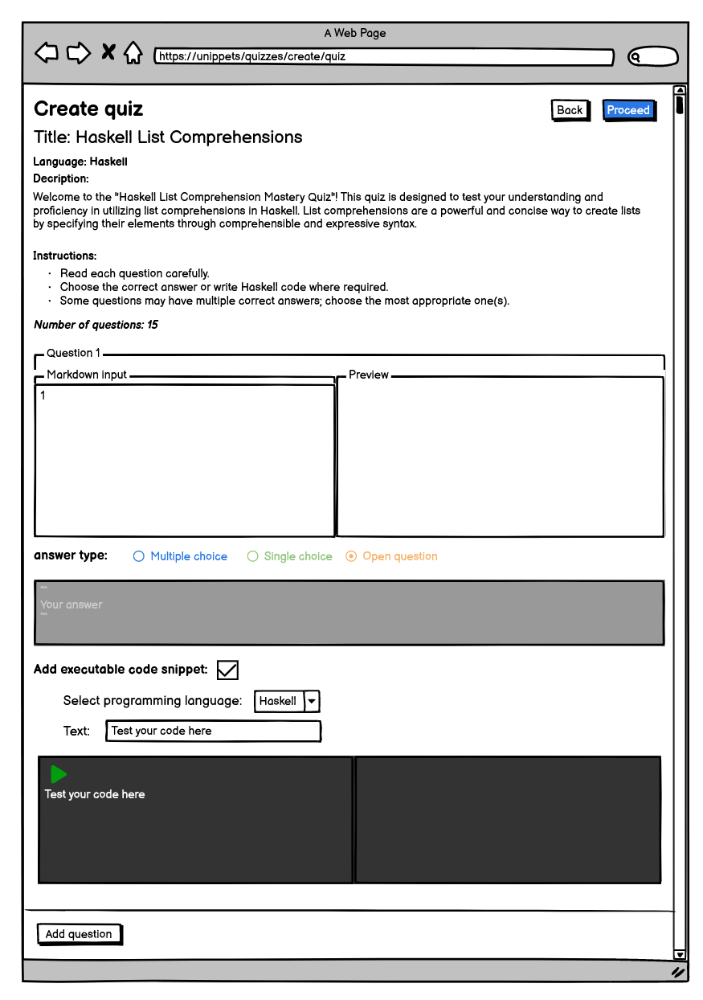 A Web Page
https://unippets/quizzes/create/quiz
Create quiz
Back
Proceed
Title: Haskell List Comprehensions
Language: Haskell
Decription:
Welcome to the "Haskell List Comprehension Mastery Quiz"! This quiz is designed to test your understanding and
proficiency in utilizing list comprehensions in Haskell. List comprehensions are a powerful and concise way to create lists
by specifying their elements through comprehensible and expressive syntax.
Instructions:
· Read each question carefully.
· Choose the correct answer or write Haskell code where required.
· Some questions may have multiple correct answers; choose the most appropriate one(s).
Number of questions: 15
Question 1
Markdown input
Preview
1
answer type:
Multiple choice
Single choice
Open question
```
Your answer
```
Add executable code snippet:
Select programming language:
Haskell
Text:
Test your code here
Test your code here
Add question